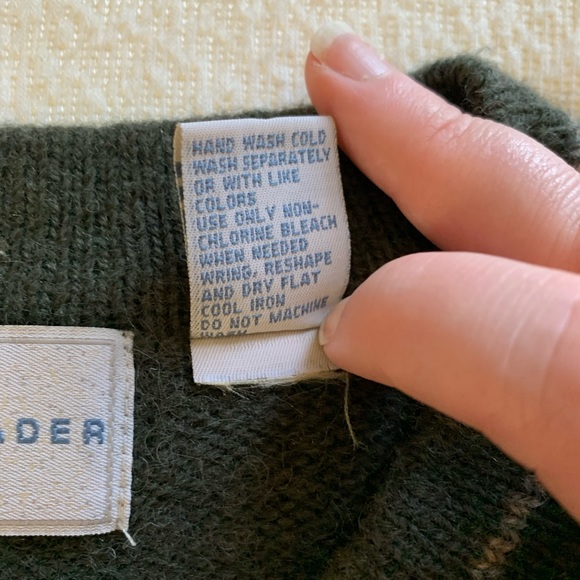 HAND WASH COLD
WASH SEPARATELY
OR WITH LIKE
COLORS
USE ONLY NON-
CHLORINE BLEACH
WHEN NEEDED
WRING, RESHAPE
AND DRY FLAT
COOL IRON
DO NOT MACHINE
WASH
ADER